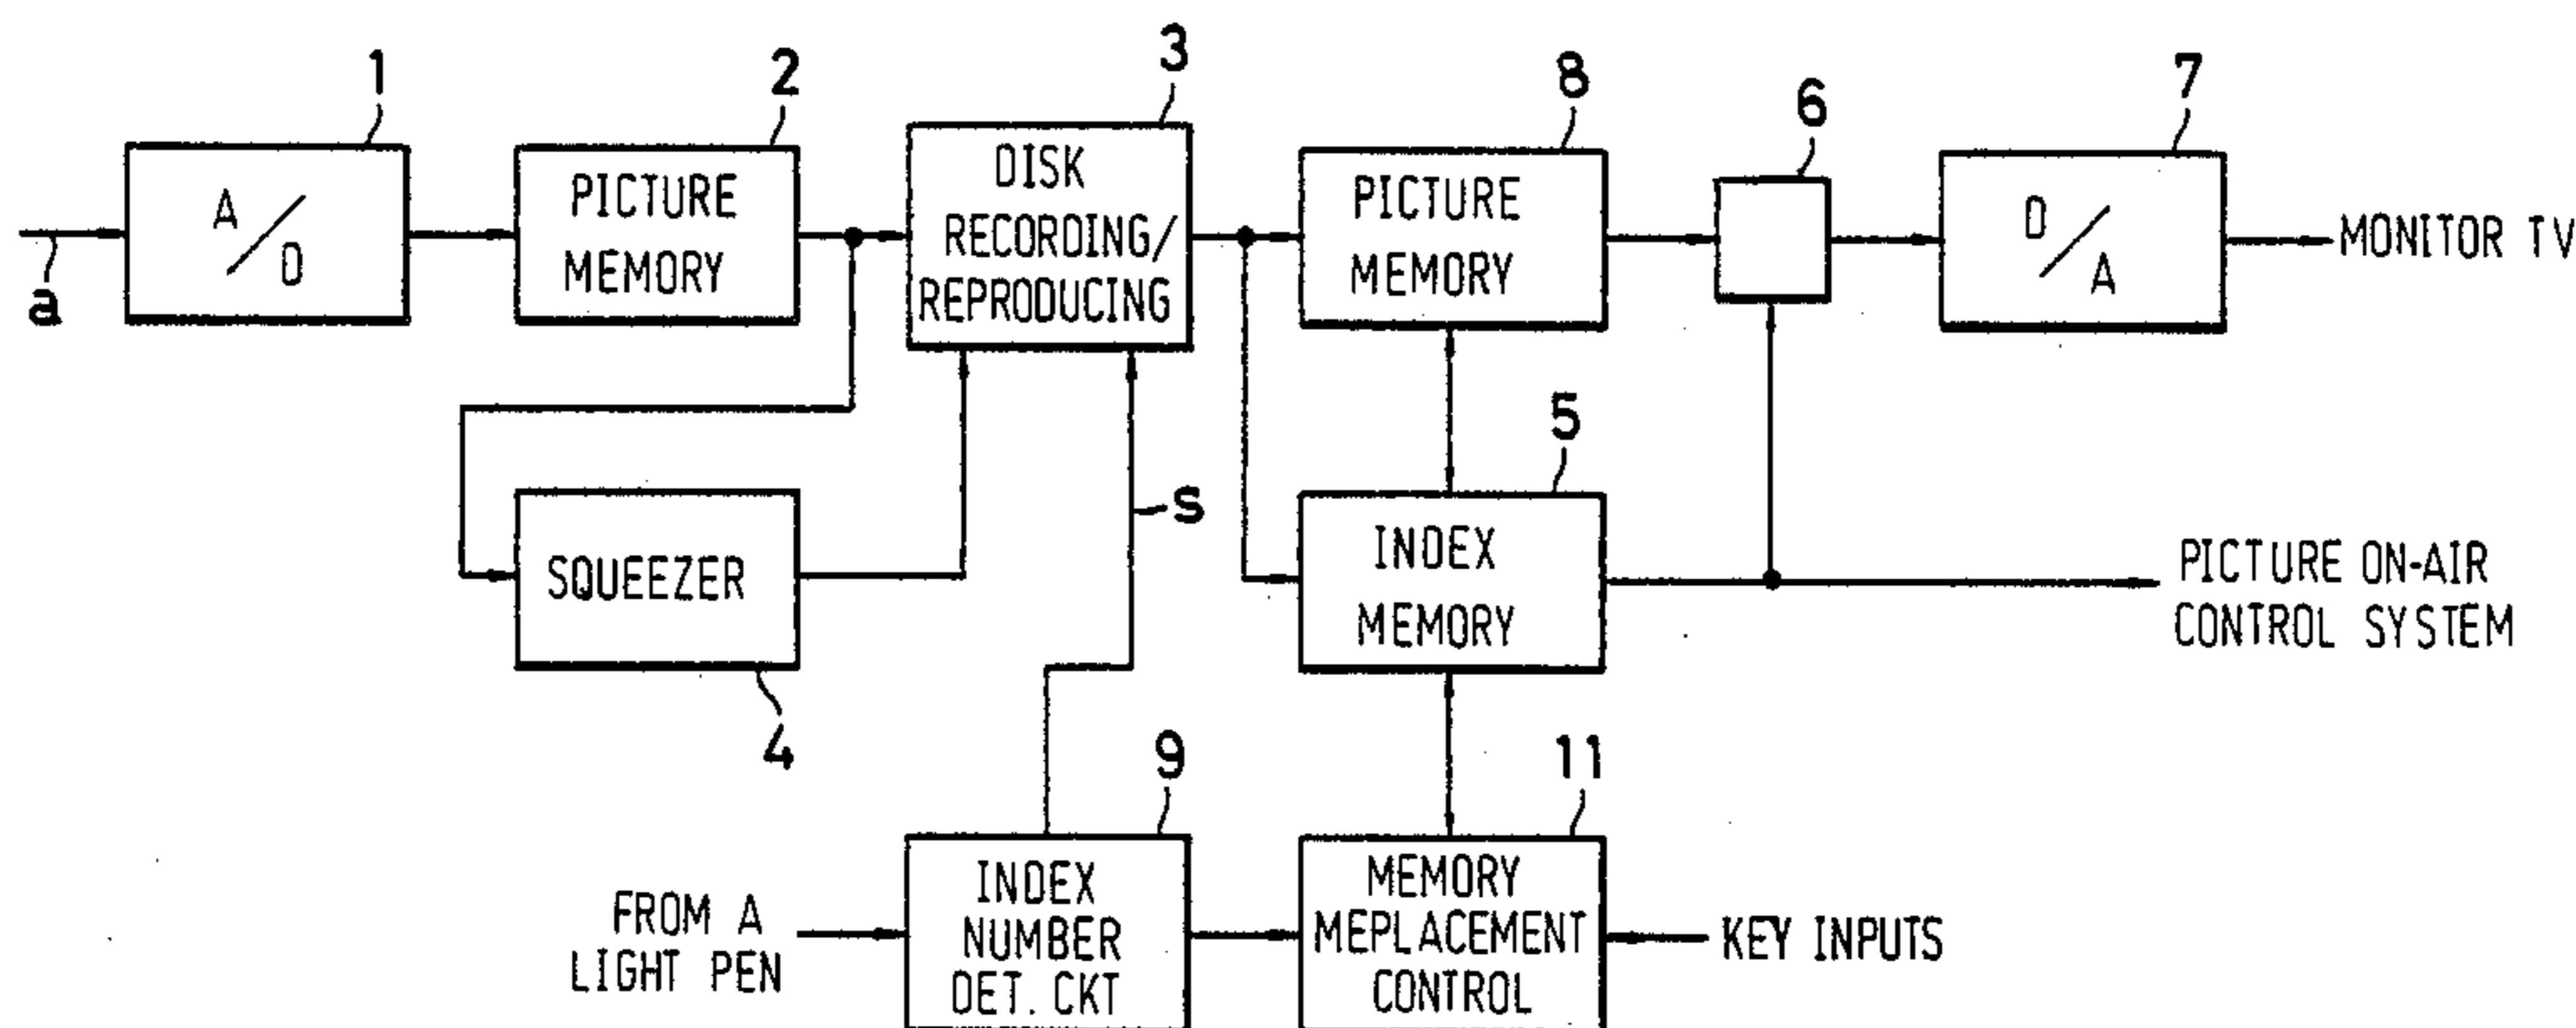 1
2
3
8
6
7
a
A/D
PICTURE
MEMORY
DISK
RECORDING/
REPRODUCING
PICTURE
MEMORY
D/A
MONITOR TV
SQUEEZER
4
S
5
INDEX
MEMORY
PICTURE ON-AIR
CONTROL SYSTEM
9
11
FROM A
LIGHT PEN
INDEX
NUMBER
DET. CKT
MEMORY
MEPLACEMENT
CONTROL
KEY INPUTS